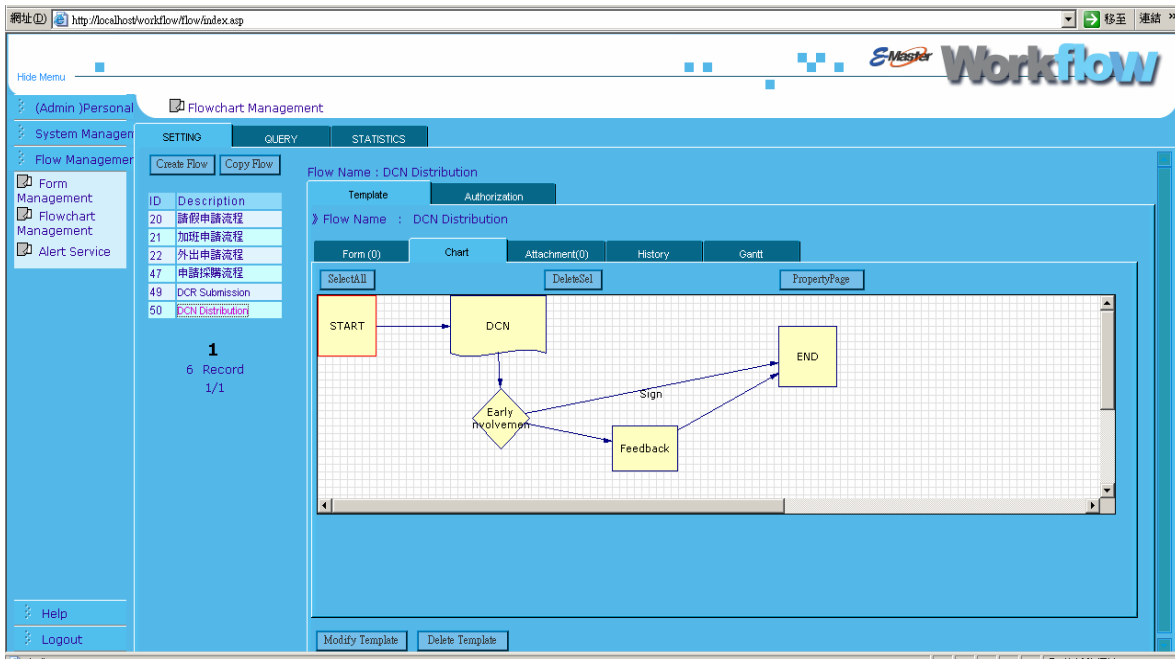 網址(D) http://localhost/workflow/flow/index.asp 移至 連結 »
Hide Memu
E-Master Workflow
(Admin )Personal
Flowchart Management
System Managem
SETTING QUERY STATISTICS
Flow Managemer
Create Flow Copy Flow
Flow Name : DCN Distribution
Form Management
Flowchart Management
Alert Service
Template Authorization
ID Description
20 請假申請流程
21 加班申請流程
22 外出申請流程
47 申請採購流程
49 DCR Submission
50 DCN Distribution
1
6 Record
1/1
》Flow Name : DCN Distribution
Form (0) Chart Attachment(0) History Gantt
SelectAll DeleteSel PropertyPage
START
DCN
END
Sign
Early
nvolvemen
Feedback
Help
Logout
Modify Template Delete Template